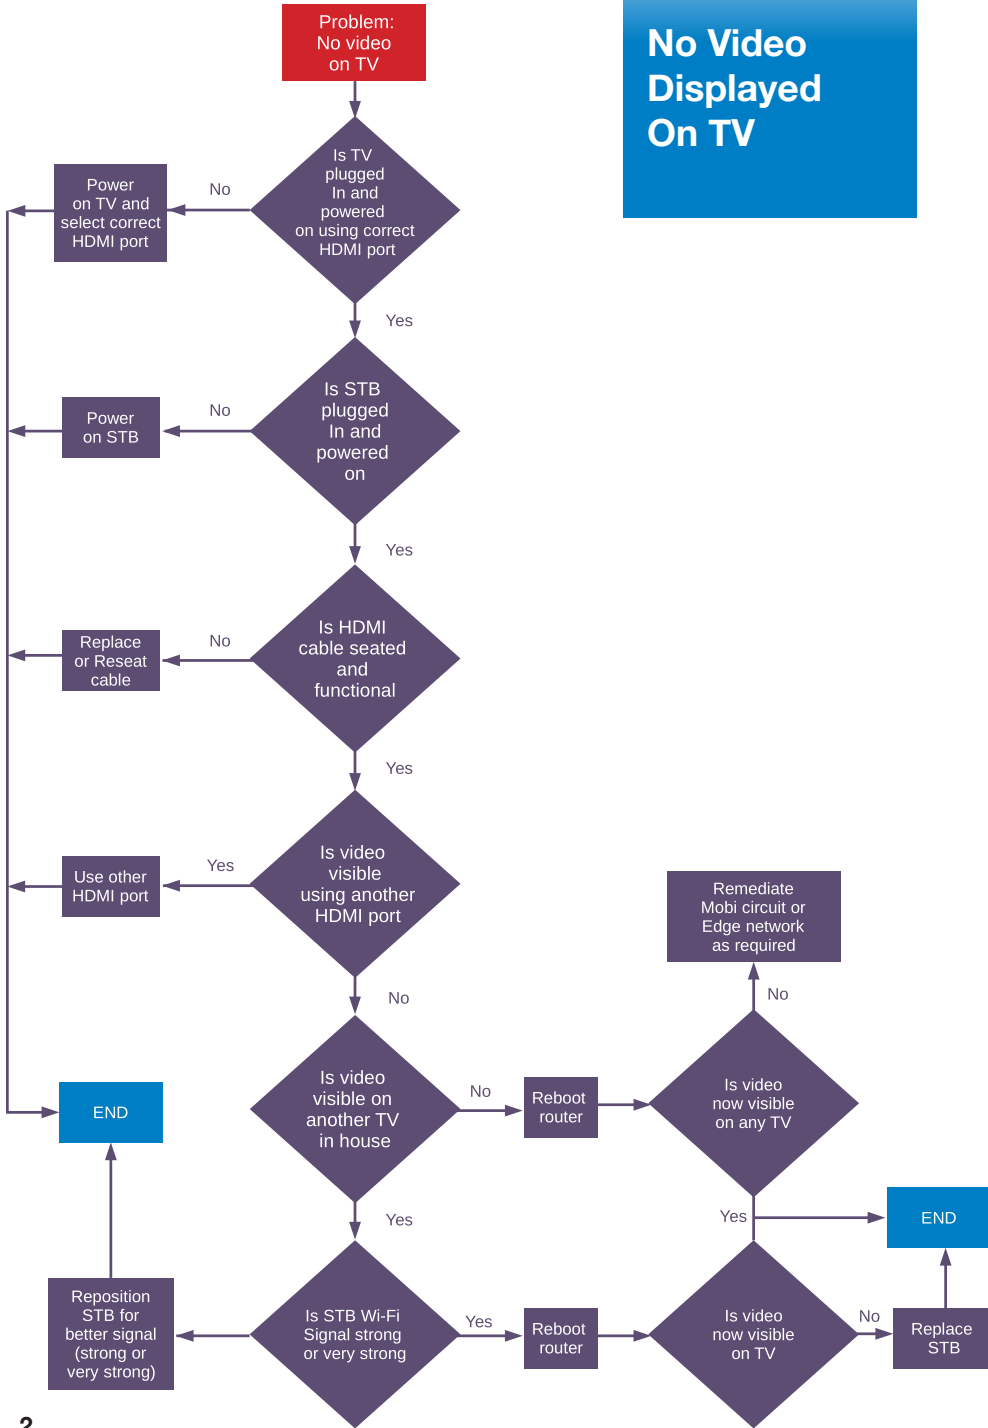 Problem:
No video
on TV
No Video
Displayed
On TV
Is TV
plugged
In and
powered
on using correct
HDMI port
No
Power
on TV and
select correct
HDMI port
Yes
Is STB
plugged
In and
powered
on
No
Power
on STB
Yes
Is HDMI
cable seated
and
functional
No
Replace
or Reseat
cable
Yes
Is video
visible
using another
HDMI port
Yes
Use other
HDMI port
No
Is video
visible on
another TV
in house
No
Reboot
router
Is video
now visible
on any TV
No
Remediate
Mobi circuit or
Edge network
as required
Yes
END
END
Yes
Is STB Wi-Fi
Signal strong
or very strong
Reposition
STB for
better signal
(strong or
very strong)
Yes
Reboot
router
Is video
now visible
on TV
No
Replace
STB
2